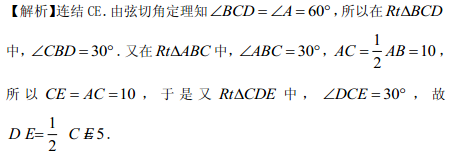 【解析】连结 CE．由弦切角定理知∠BCD＝∠A＝60°，所以在 RtΔBCD
中，∠CBD＝30°．又在 RtΔABC 中，∠ABC＝30°，AC＝\frac{1}{2}AB＝10，
所以 CE＝AC＝10，于是又 RtΔCDE 中，∠DCE＝30°，故
D E=\frac{1}{2} C E=5．